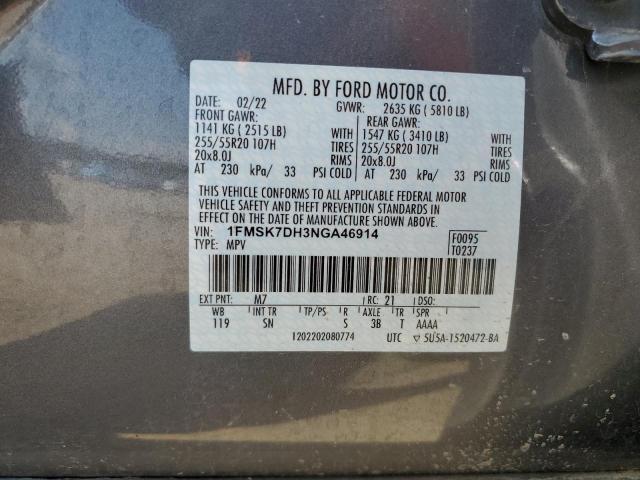 MFD. BY FORD MOTOR CO.
DATE: 02/22 GVWR: 2635 KG ( 5810 LB)
FRONT GAWR: REAR GAWR:
1141 KG ( 2515 LB) WITH 1547 KG ( 3410 LB) WITH
255/55R20 107H TIRES 255/55R20 107H TIRES
20x8.0J RIMS 20x8.0J RIMS
AT 230 kPa/ 33 PSI COLD AT 230 kPa/ 33 PSI COLD
THIS VEHICLE CONFORMS TO ALL APPLICABLE FEDERAL MOTOR
VEHICLE SAFETY AND THEFT PREVENTION STANDARDS IN
EFFECT ON THE DATE OF MANUFACTURE SHOWN ABOVE.
VIN: 1FMSK7DH3NGA46914 F0095
TYPE: MPV T0237
EXT PNT: M7 RC: 21 DSO:
WB INT TR TP/PS R AXLE TR SPR
119 SN S 3B T AAAA
1202202080774 UTC ▽ 5U5A-1520472-BA